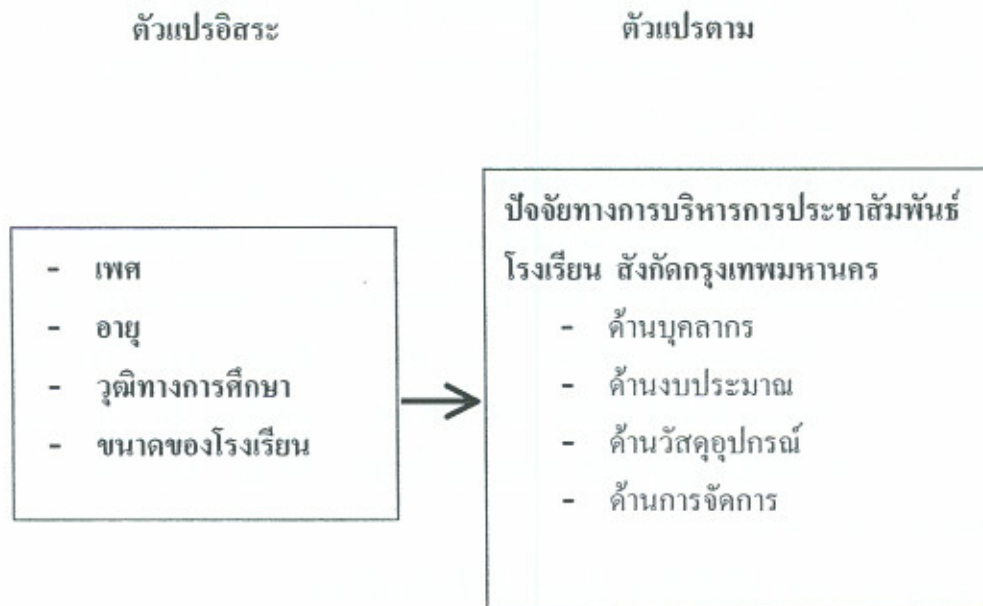 ตัวแปรอิสระ
ตัวแปรตาม
- เพศ
- อายุ
- วุฒิทางการศึกษา
- ขนาดของโรงเรียน
ปัจจัยทางการบริหารการประชาสัมพันธ์
โรงเรียน สังกัดกรุงเทพมหานคร
- ด้านบุคลากร
- ด้านงบประมาณ
- ด้านวัสดุอุปกรณ์
- ด้านการจัดการ